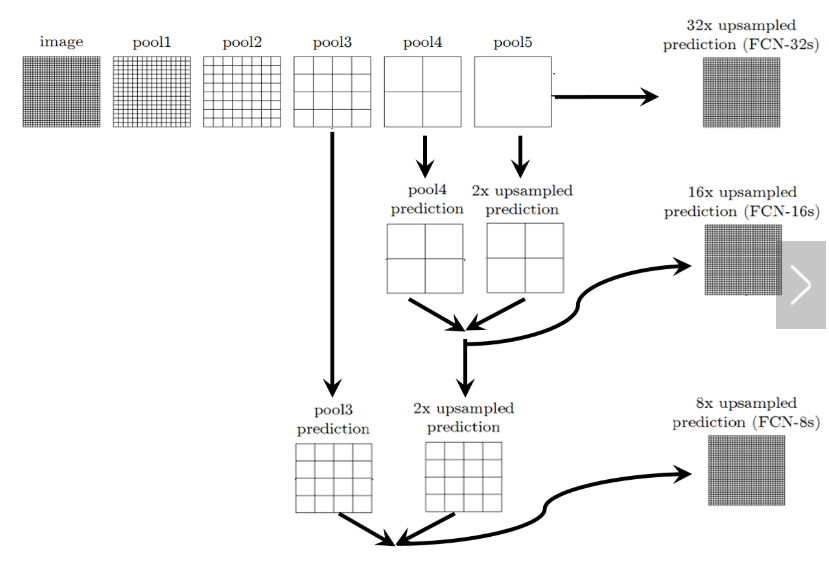 image
pool1
pool2
pool3
pool4
pool5
32x upsampled
prediction (FCN-32s)
pool4
prediction
2x upsampled
prediction
16x upsampled
prediction (FCN-16s)
pool3
prediction
2x upsampled
prediction
8x upsampled
prediction (FCN-8s)